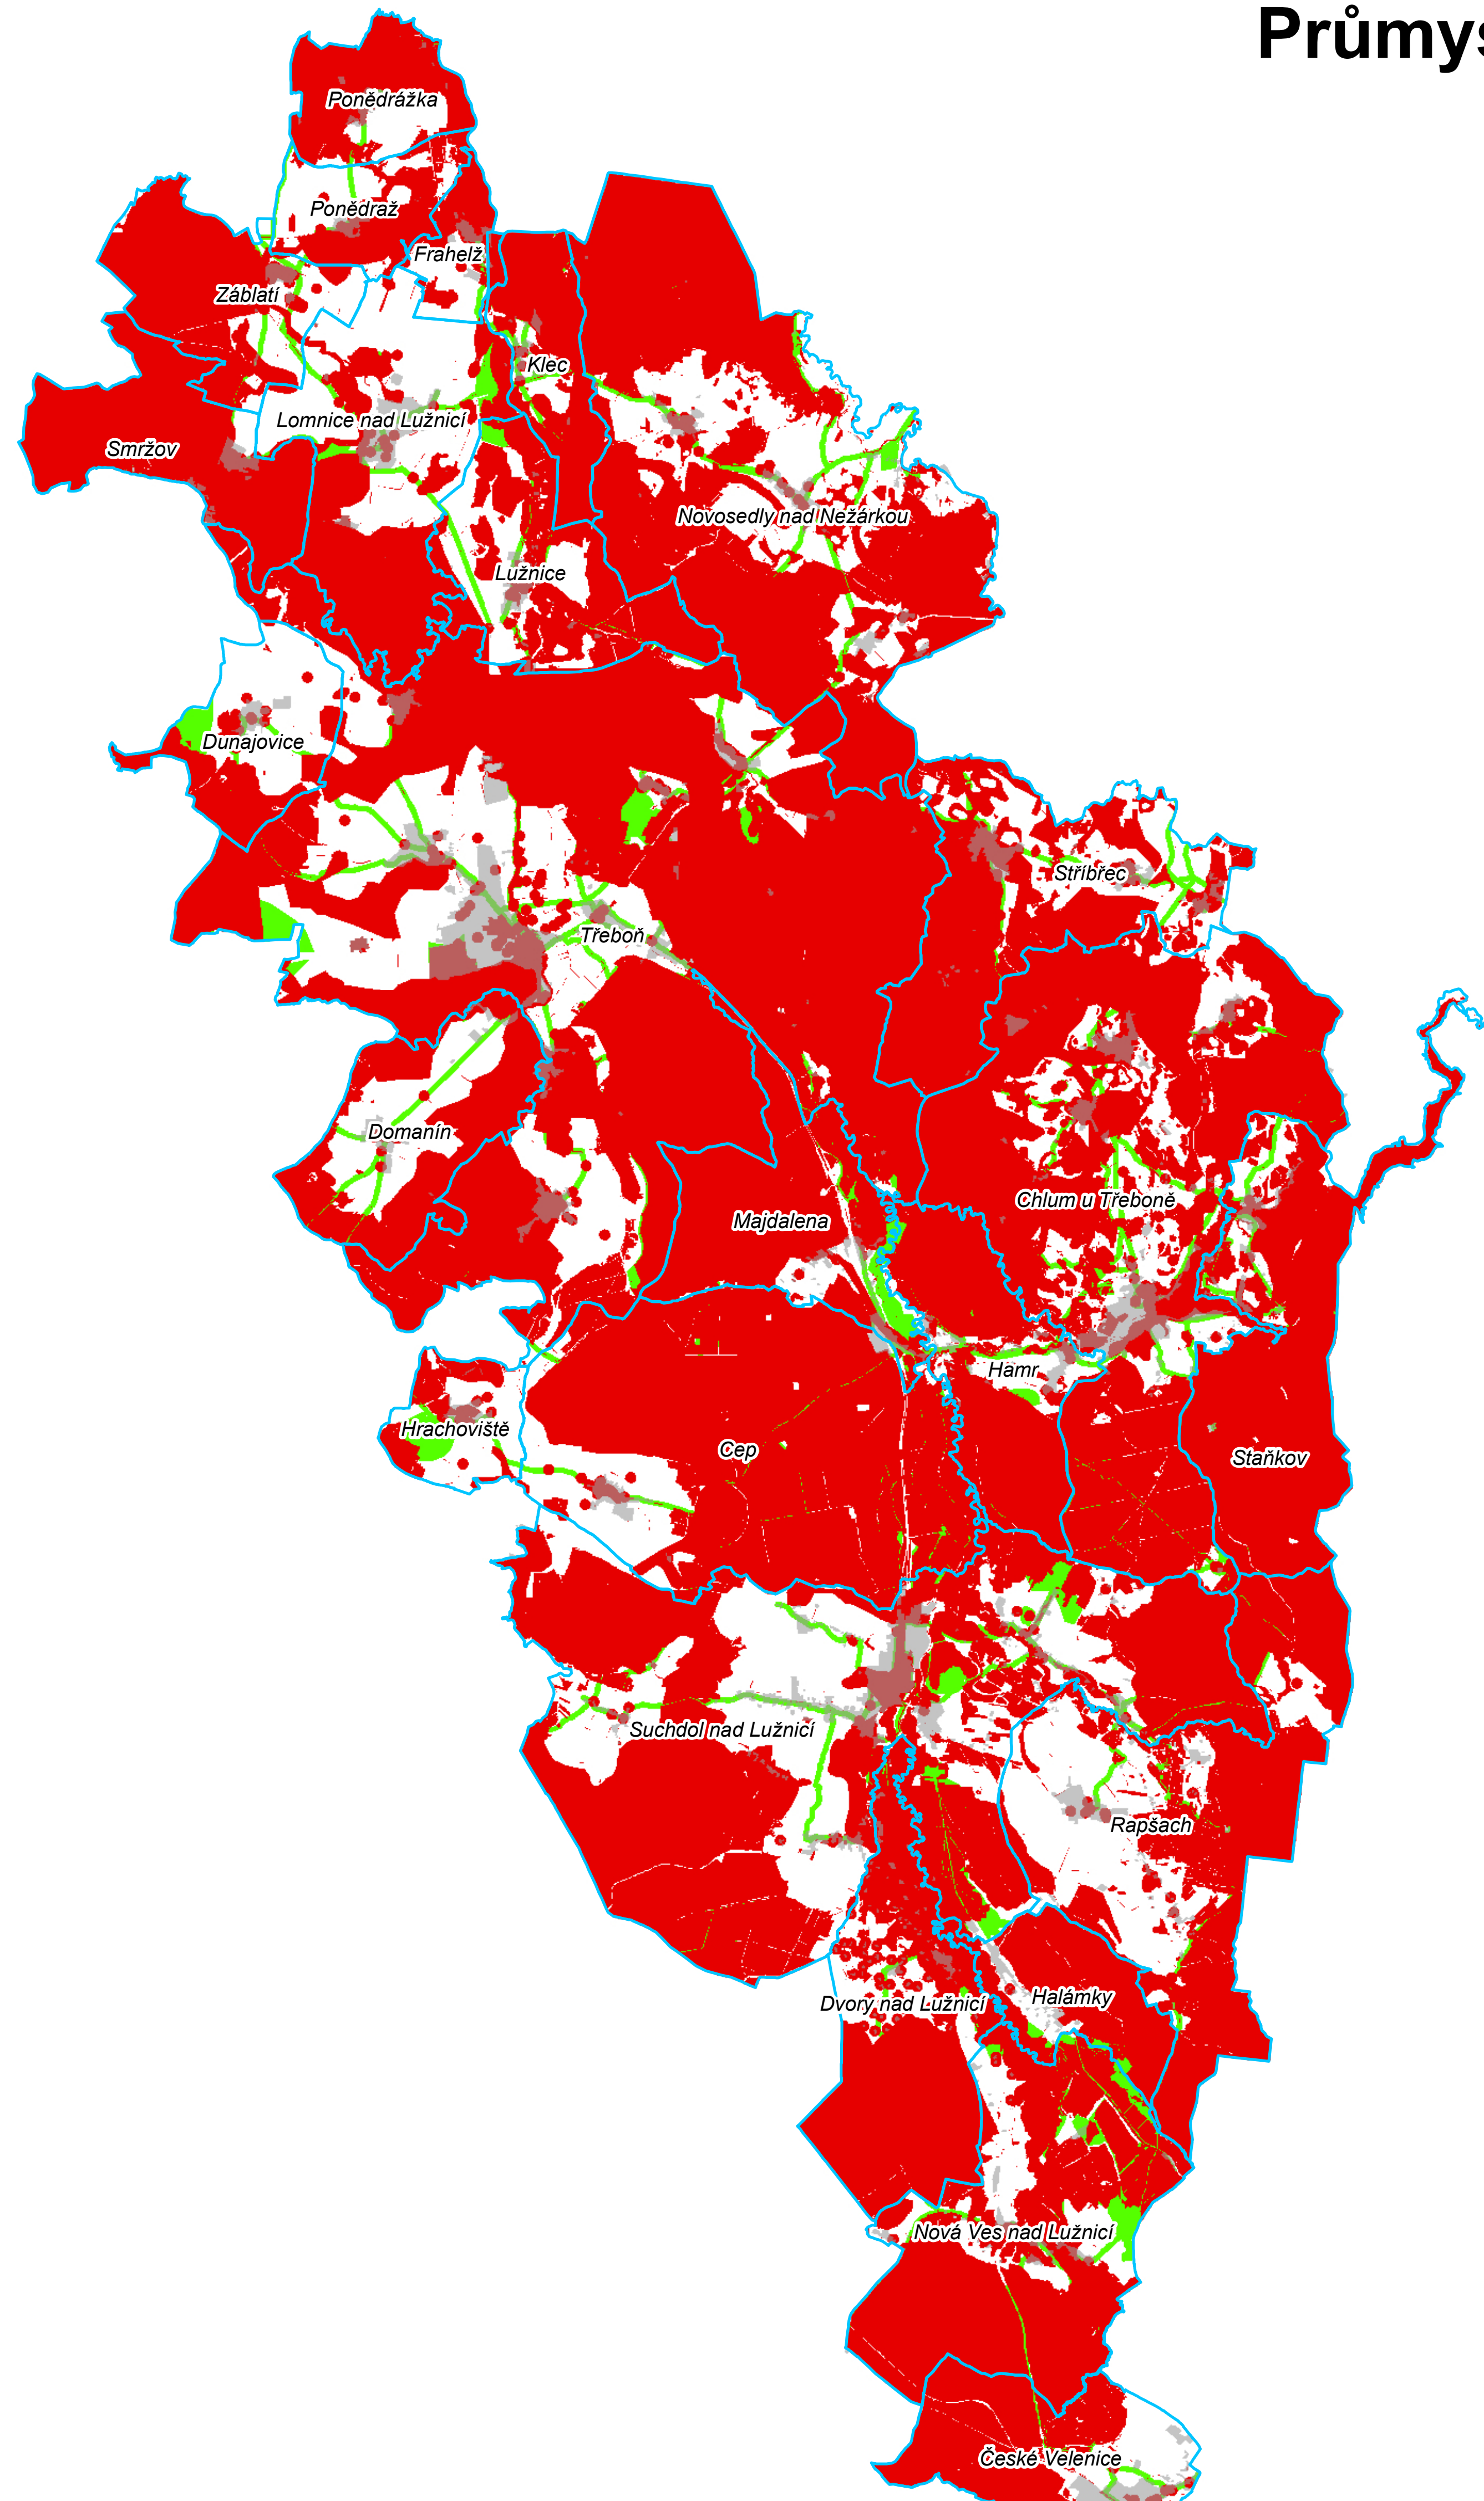 Průmys
Ponědrážka
Ponědraž
Frahelž
Záblatí
Klec
Lomnice nad Lužnicí
Smržov
Novosedly nad Nežárkou
Lužnice
Dunajovice
Stříbřec
Třeboň
Domanín
Chlum u Třeboně
Majdalena
Hamr
Hrachoviště
Cep
Staňkov
Suchdol nad Lužnicí
Rapšach
Halámky
Dvory nad Lužnicí
Nová Ves nad Lužnicí
České Velenice